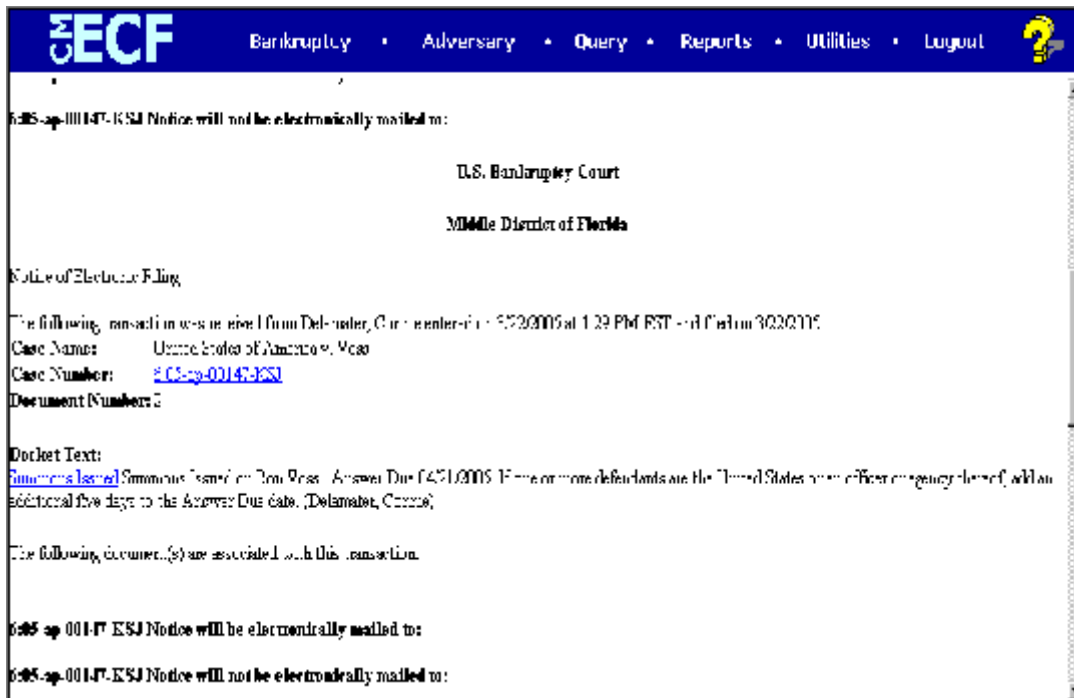 CM ECF Bankruptcy • Adversary • Query • Reports • Utilities • Logout ?
6:05-ap-00147-KSJ Notice will not be electronically mailed to:
U.S. Bankruptcy Court
Middle District of Florida
Notice of Electronic Filing
The following transaction was received from Delamater, Connie entered on 3/22/2005 at 1:29 PM EST and filed on 3/22/2005
Case Name: United States of America v. Voss
Case Number: 6:05-ap-00147-KSJ
Document Number: 2
Docket Text:
Summons Issued Summons Issued on Ron Voss Answer Due 04/21/2005. If one or more defendants are the United States or an officer or agency thereof, add an
additional five days to the Answer Due date. (Delamater, Connie)
The following document(s) are associated with this transaction:
6:05-ap-00147-KSJ Notice will be electronically mailed to:
6:05-ap-00147-KSJ Notice will not be electronically mailed to: